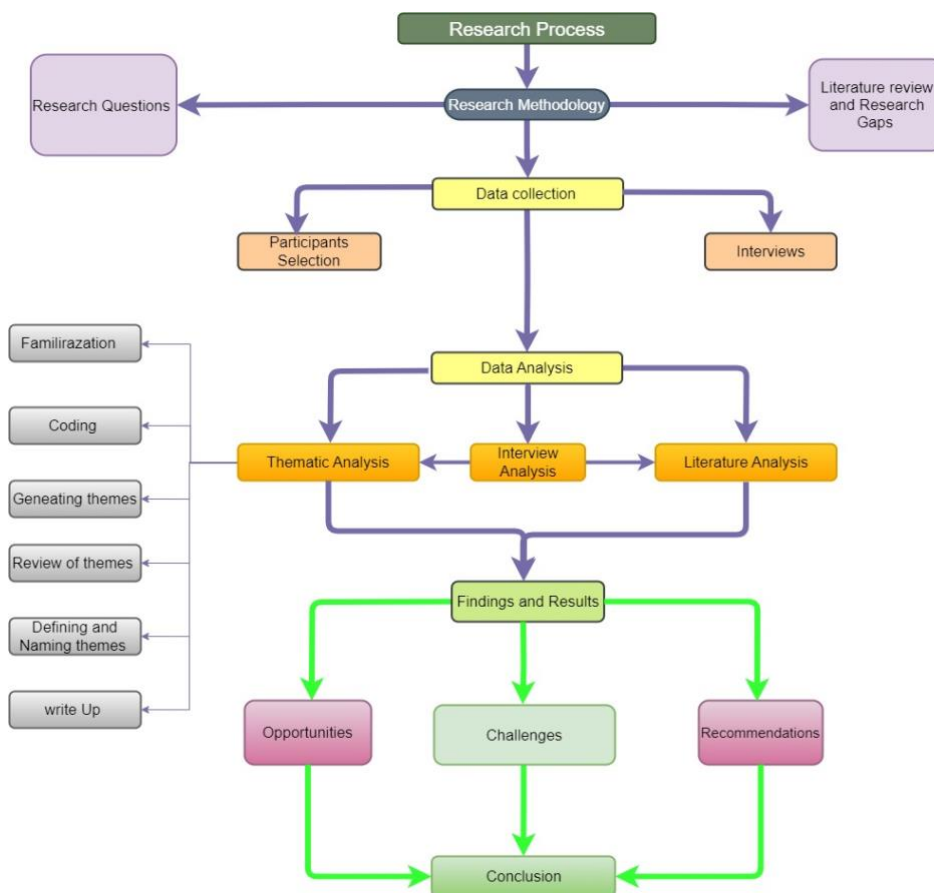 Research Process
Research Questions
Research Methodology
Literature review
and Research
Gaps
Data collection
Participants
Selection
Interviews
Familirazation
Data Analysis
Coding
Thematic Analysis
Interview
Analysis
Literature Analysis
Geneating themes
Review of themes
Findings and Results
Defining and
Naming themes
write Up
Opportunities
Challenges
Recommendations
Conclusion